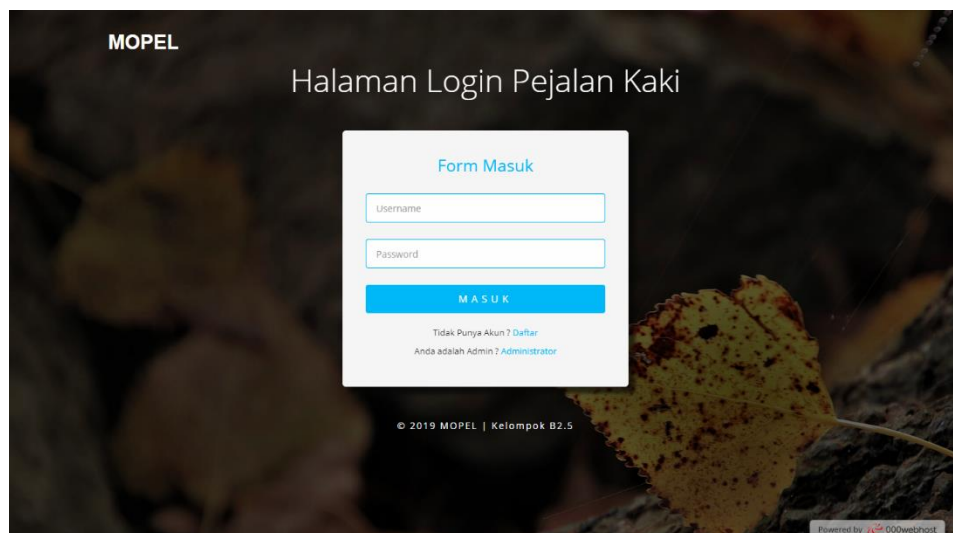 MOPEL
Halaman Login Pejalan Kaki
Form Masuk
Username
Password
MASUK
Tidak Punya Akun ? Daftar
Anda adalah Admin ? Administrator
© 2019 MOPEL | Kelompok B2.5
Powered by 000webhost